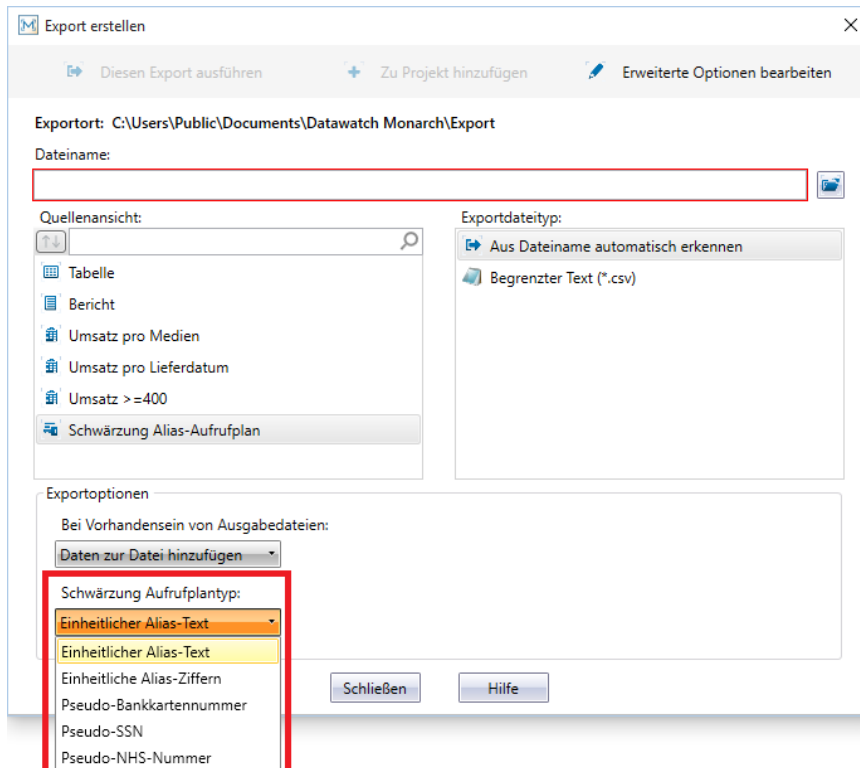 Export erstellen
Diesen Export ausführen
Zu Projekt hinzufügen
Erweiterte Optionen bearbeiten
Exportort: C:\Users\Public\Documents\Datawatch Monarch\Export
Dateiname:
Quellenansicht:
Tabelle
Bericht
Umsatz pro Medien
Umsatz pro Lieferdatum
Umsatz >=400
Schwärzung Alias-Aufrufplan
Exportdateityp:
Aus Dateiname automatisch erkennen
Begrenzter Text (*.csv)
Exportoptionen
Bei Vorhandensein von Ausgabedateien:
Daten zur Datei hinzufügen
Schwärzung Aufrufplantyp:
Einheitlicher Alias-Text
Einheitlicher Alias-Text
Einheitliche Alias-Ziffern
Pseudo-Bankkartennummer
Pseudo-SSN
Pseudo-NHS-Nummer
Schließen
Hilfe